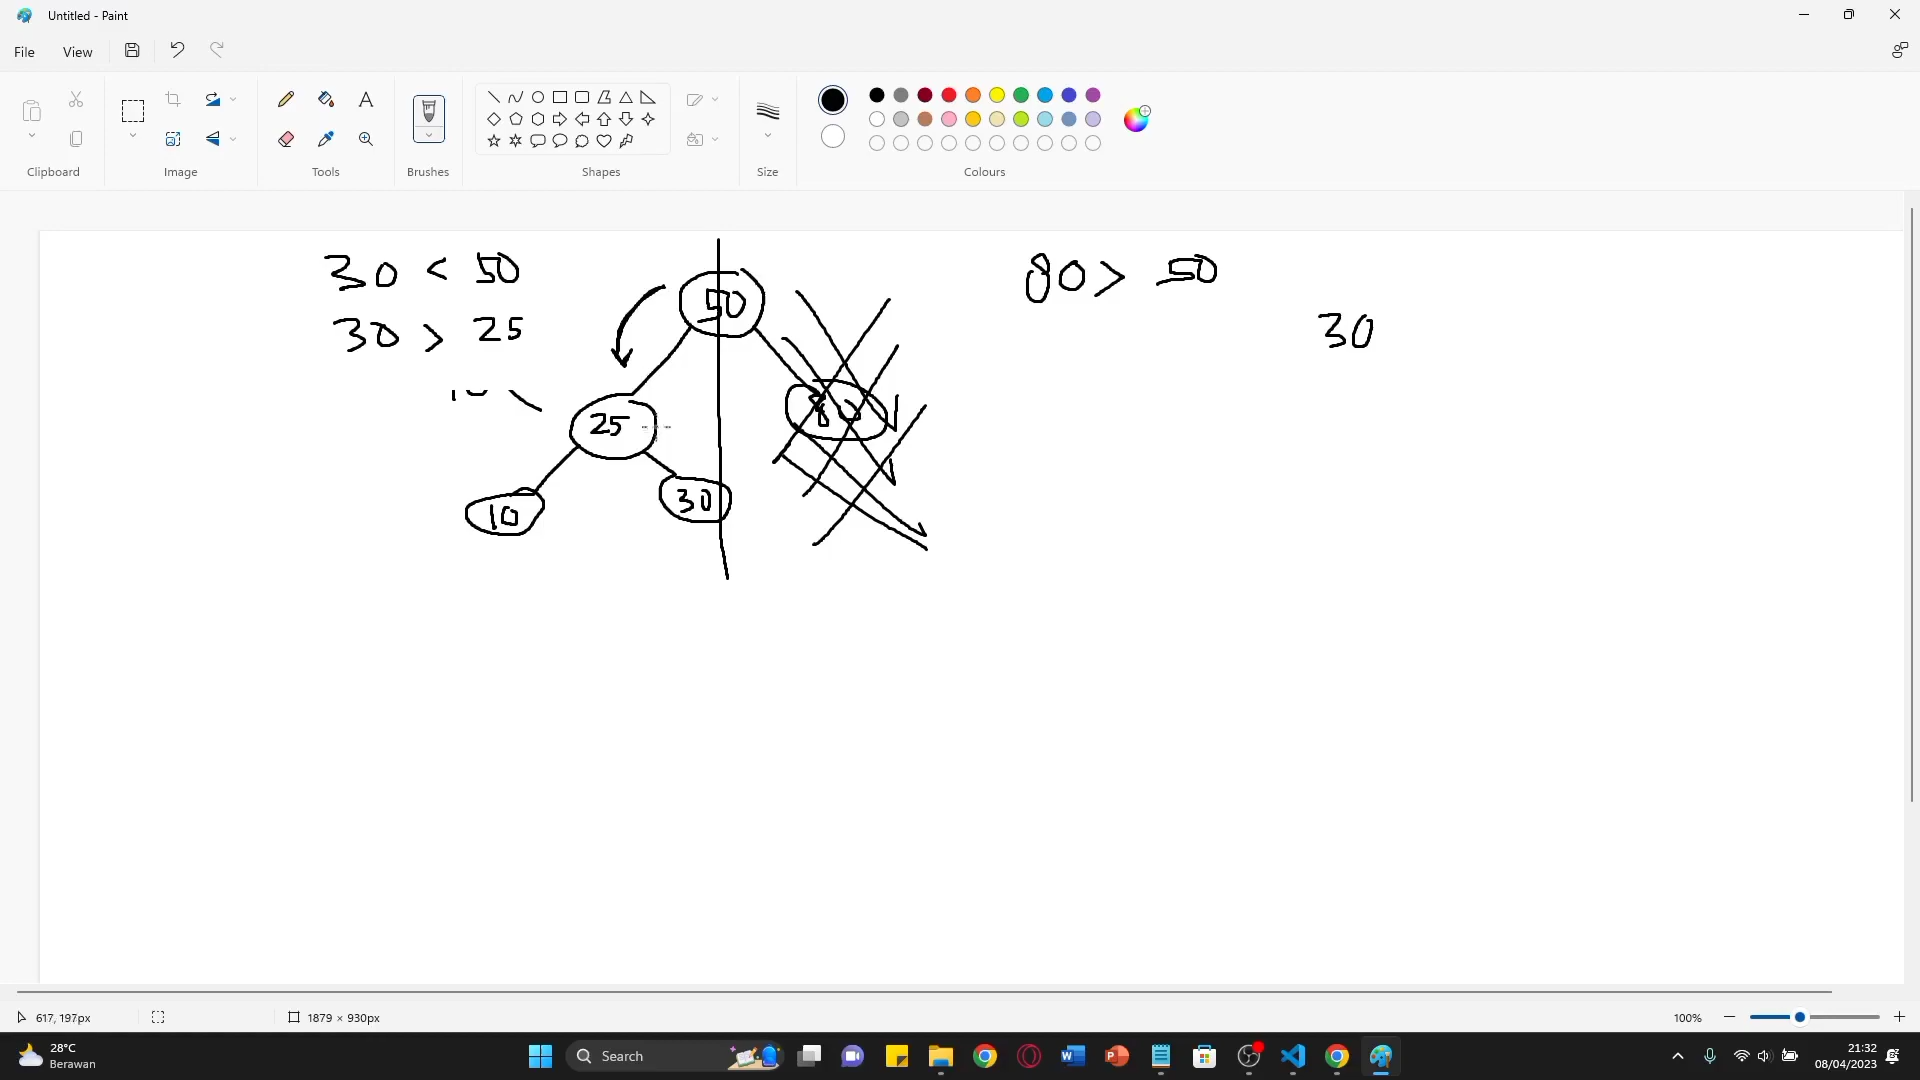 Untitled - Paint
File View
Clipboard Image Tools Brushes Shapes Size Colours
30 < 50
30 > 25
50
80 > 50
30
25
80
10
30
617, 197px
1879 × 930px
100%
28°C
Berawan
Search
21:32
08/04/2023